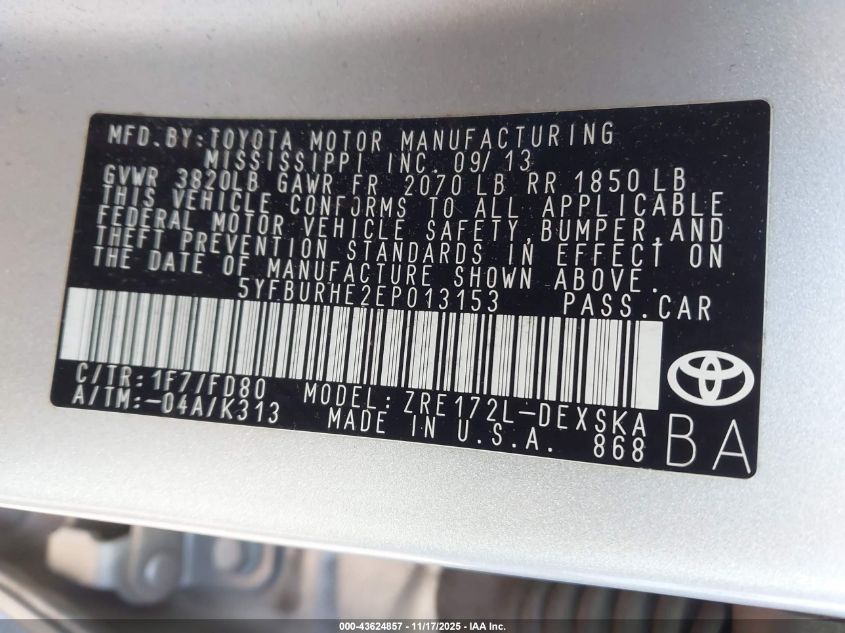 MFD. BY: TOYOTA MOTOR MANUFACTURING
MISSISSIPPI INC. 09/13
GVWR 3820LB GAWR FR 2070 LB RR 1850 LB
THIS VEHICLE CONFORMS TO ALL APPLICABLE
FEDERAL MOTOR VEHICLE SAFETY, BUMPER, AND
THEFT PREVENTION STANDARDS IN EFFECT ON
THE DATE OF MANUFACTURE SHOWN ABOVE.
5YFBURHE2EP013153 PASS. CAR
C/TR: 1F7/FD80 MODEL: ZRE172L-DEXSKA
A/TM: -04A/K313 MADE IN U.S.A. 868
BA
000-43624857 — 11/17/2025 — IAA Inc.